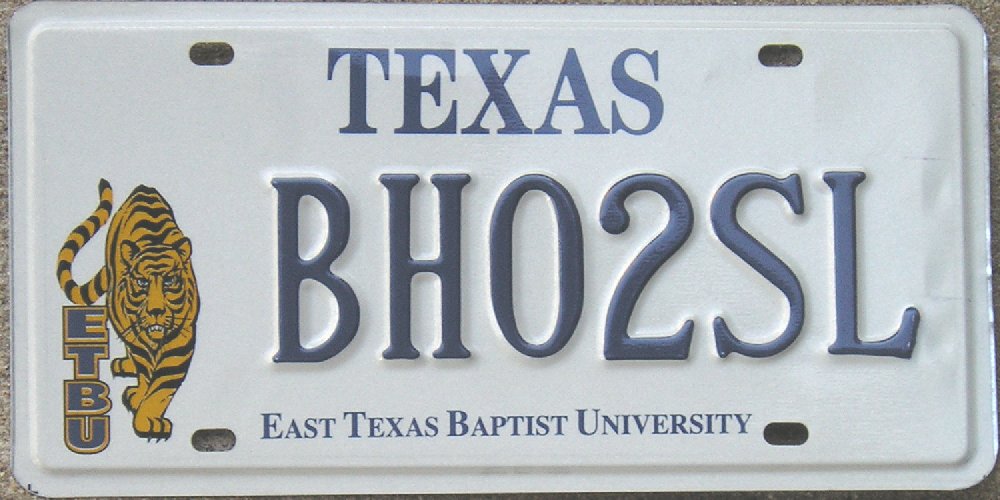 TEXAS
BH02SL
ETBU
EAST TEXAS BAPTIST UNIVERSITY